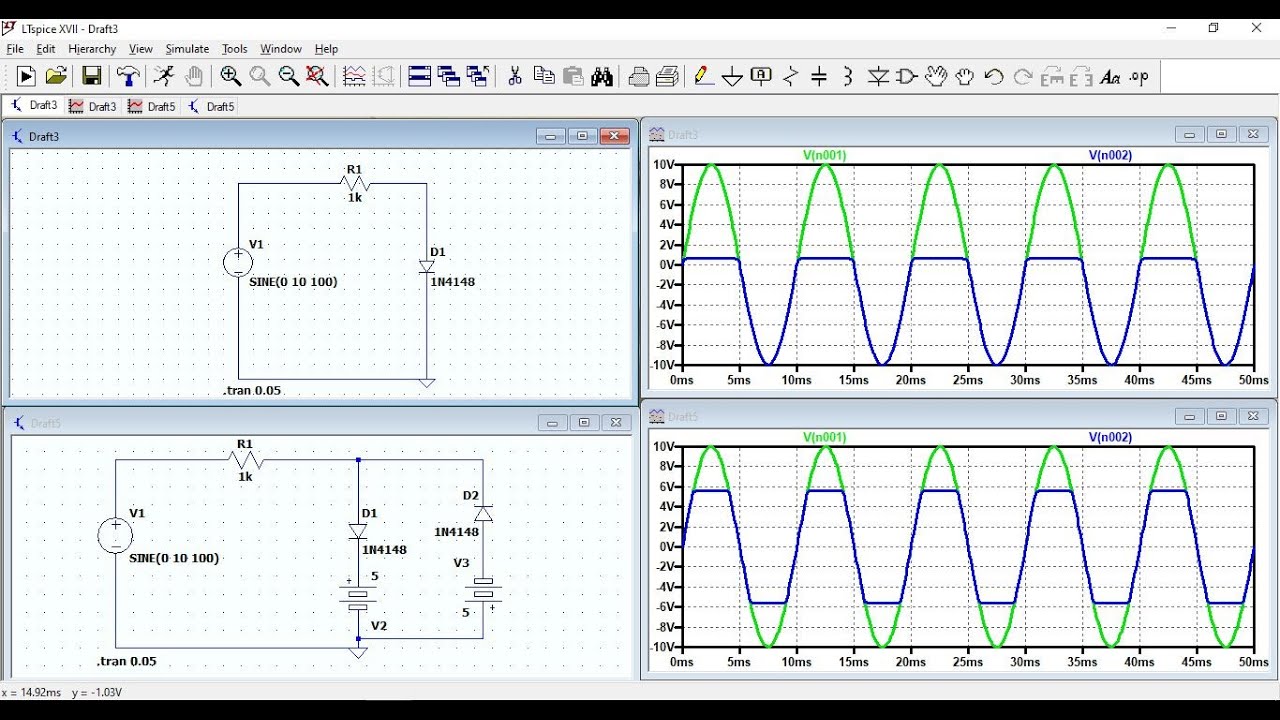 LTspice XVII - Draft3
File Edit Hierarchy View Simulate Tools Window Help
A Aa .op
Draft3 Draft3 Draft5 Draft5
Draft3
R1
1k
V1
SINE(0 10 100)
D1
1N4148
.tran 0.05
Draft3
V(n001) V(n002)
10V
8V
6V
4V
2V
0V
-2V
-4V
-6V
-8V
-10V
0ms 5ms 10ms 15ms 20ms 25ms 30ms 35ms 40ms 45ms 50ms
Draft5
R1
1k
V1
SINE(0 10 100)
D1
1N4148
5
V2
D2
1N4148
V3
5
.tran 0.05
Draft5
V(n001) V(n002)
10V
8V
6V
4V
2V
0V
-2V
-4V
-6V
-8V
-10V
0ms 5ms 10ms 15ms 20ms 25ms 30ms 35ms 40ms 45ms 50ms
x = 14.92ms y = -1.03V